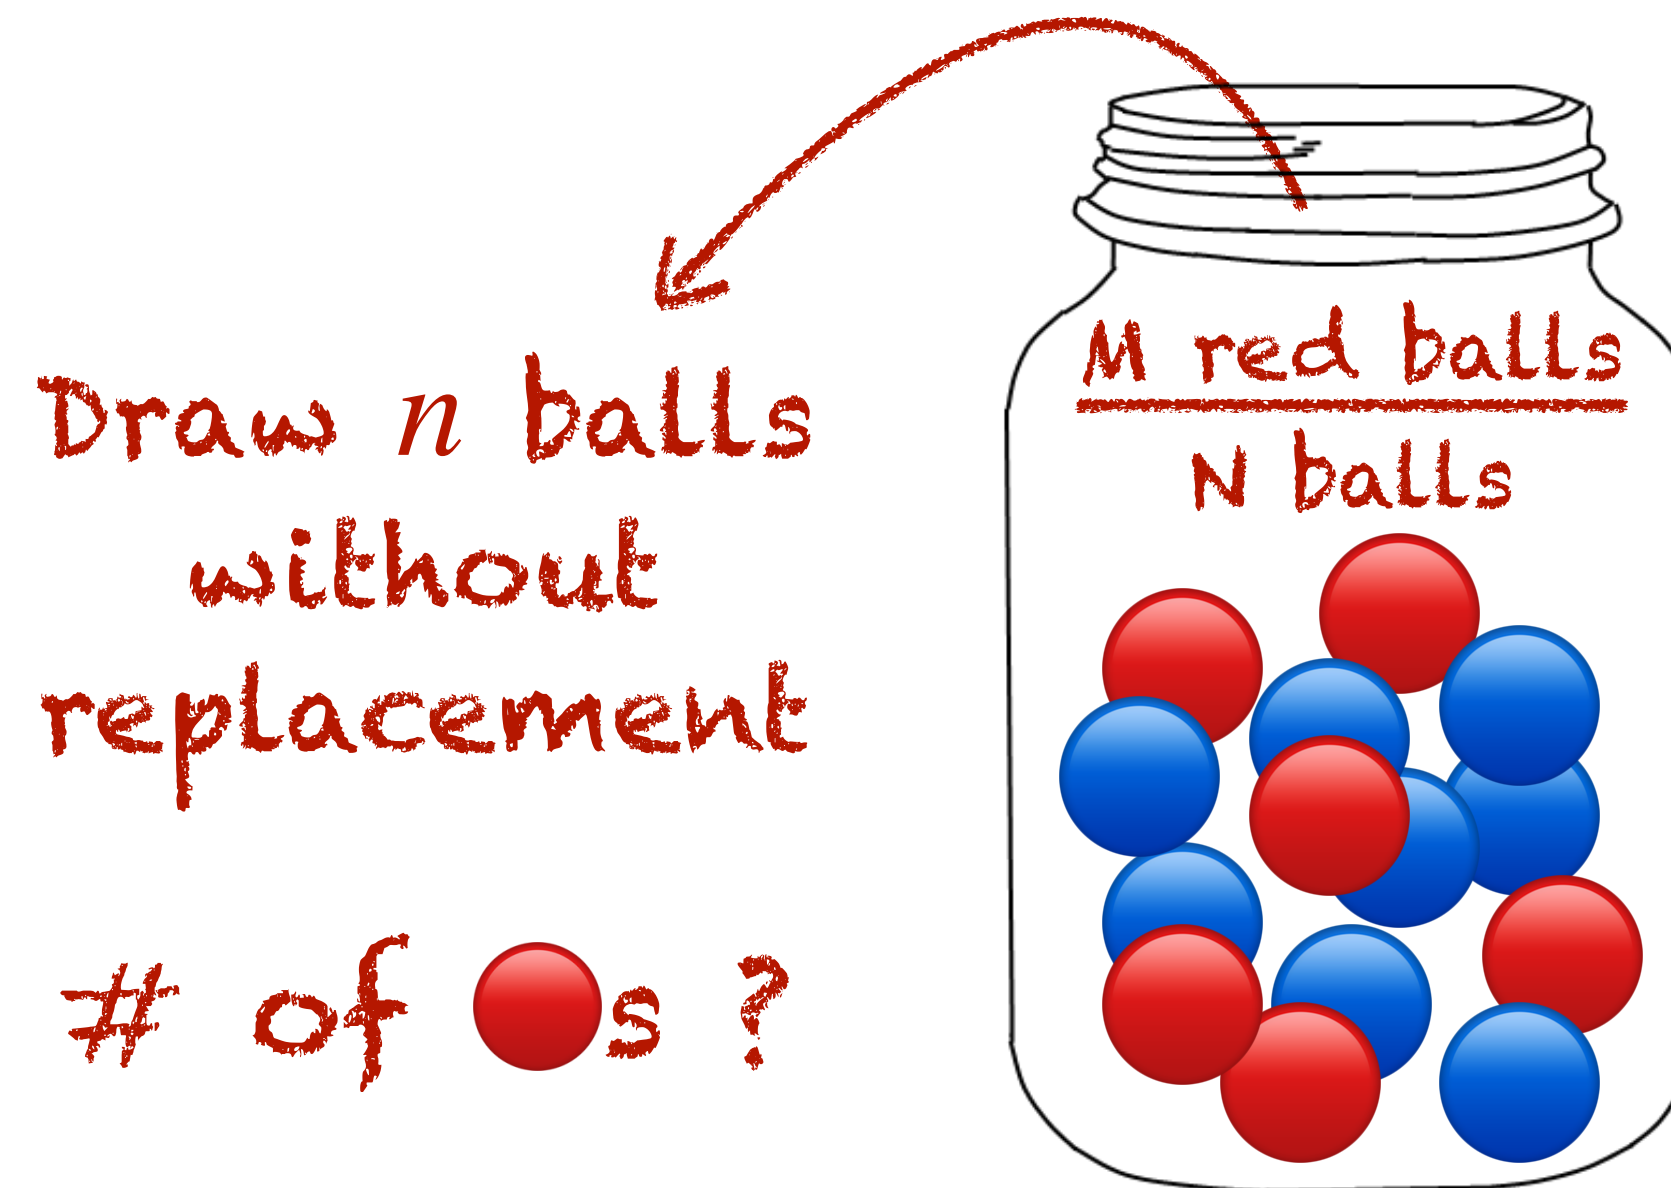 Draw n balls
without
replacement
# of s ?
M red balls
N balls